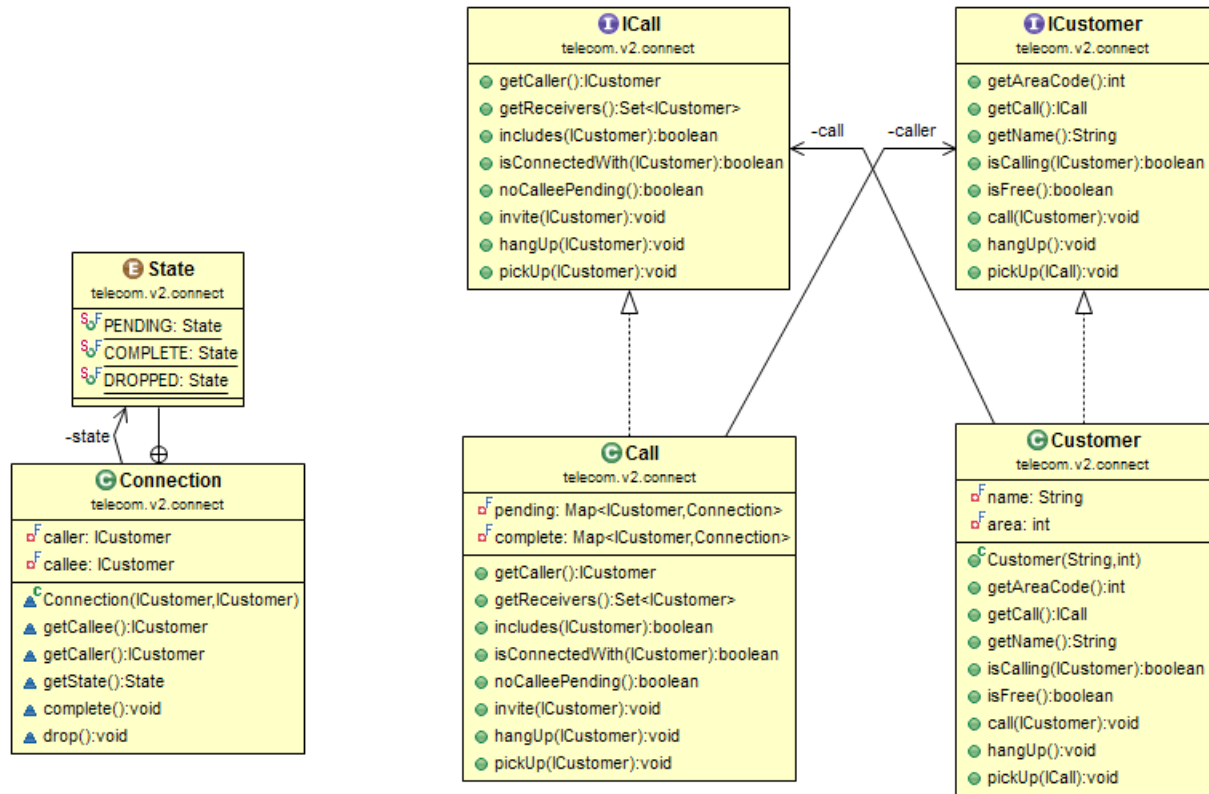 ICall
telecom.v2.connect
getCaller():ICustomer
getReceivers():Set<ICustomer>
includes(ICustomer):boolean
isConnectedWith(ICustomer):boolean
noCalleePending():boolean
invite(ICustomer):void
hangUp(ICustomer):void
pickUp(ICustomer):void
-call
-caller
ICustomer
telecom.v2.connect
getAreaCode():int
getCall():ICall
getName():String
isCalling(ICustomer):boolean
isFree():boolean
call(ICustomer):void
hangUp():void
pickUp(ICall):void
State
telecom.v2.connect
PENDING: State
COMPLETE: State
DROPPED: State
-state
Connection
telecom.v2.connect
caller: ICustomer
callee: ICustomer
Connection(ICustomer,ICustomer)
getCallee():ICustomer
getCaller():ICustomer
getState():State
complete():void
drop():void
Call
telecom.v2.connect
pending: Map<ICustomer,Connection>
complete: Map<ICustomer,Connection>
getCaller():ICustomer
getReceivers():Set<ICustomer>
includes(ICustomer):boolean
isConnectedWith(ICustomer):boolean
noCalleePending():boolean
invite(ICustomer):void
hangUp(ICustomer):void
pickUp(ICustomer):void
Customer
telecom.v2.connect
name: String
area: int
Customer(String,int)
getAreaCode():int
getCall():ICall
getName():String
isCalling(ICustomer):boolean
isFree():boolean
call(ICustomer):void
hangUp():void
pickUp(ICall):void